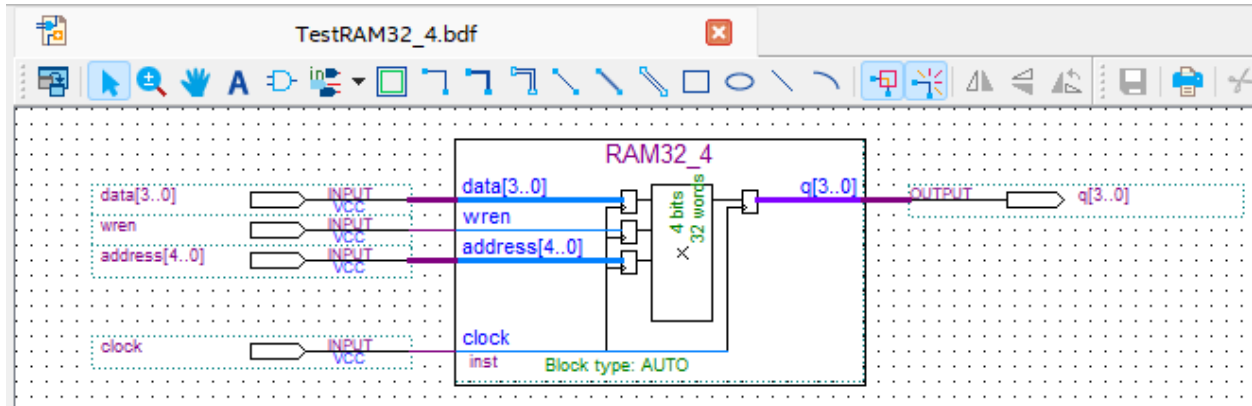 TestRAM32_4.bdf
A
in
RAM32_4
data[3..0] INPUT VCC data[3..0] q[3..0] OUTPUT q[3..0]
wren INPUT VCC wren
address[4..0] INPUT VCC address[4..0]
4 bits
32 words
clock INPUT VCC clock
inst Block type: AUTO